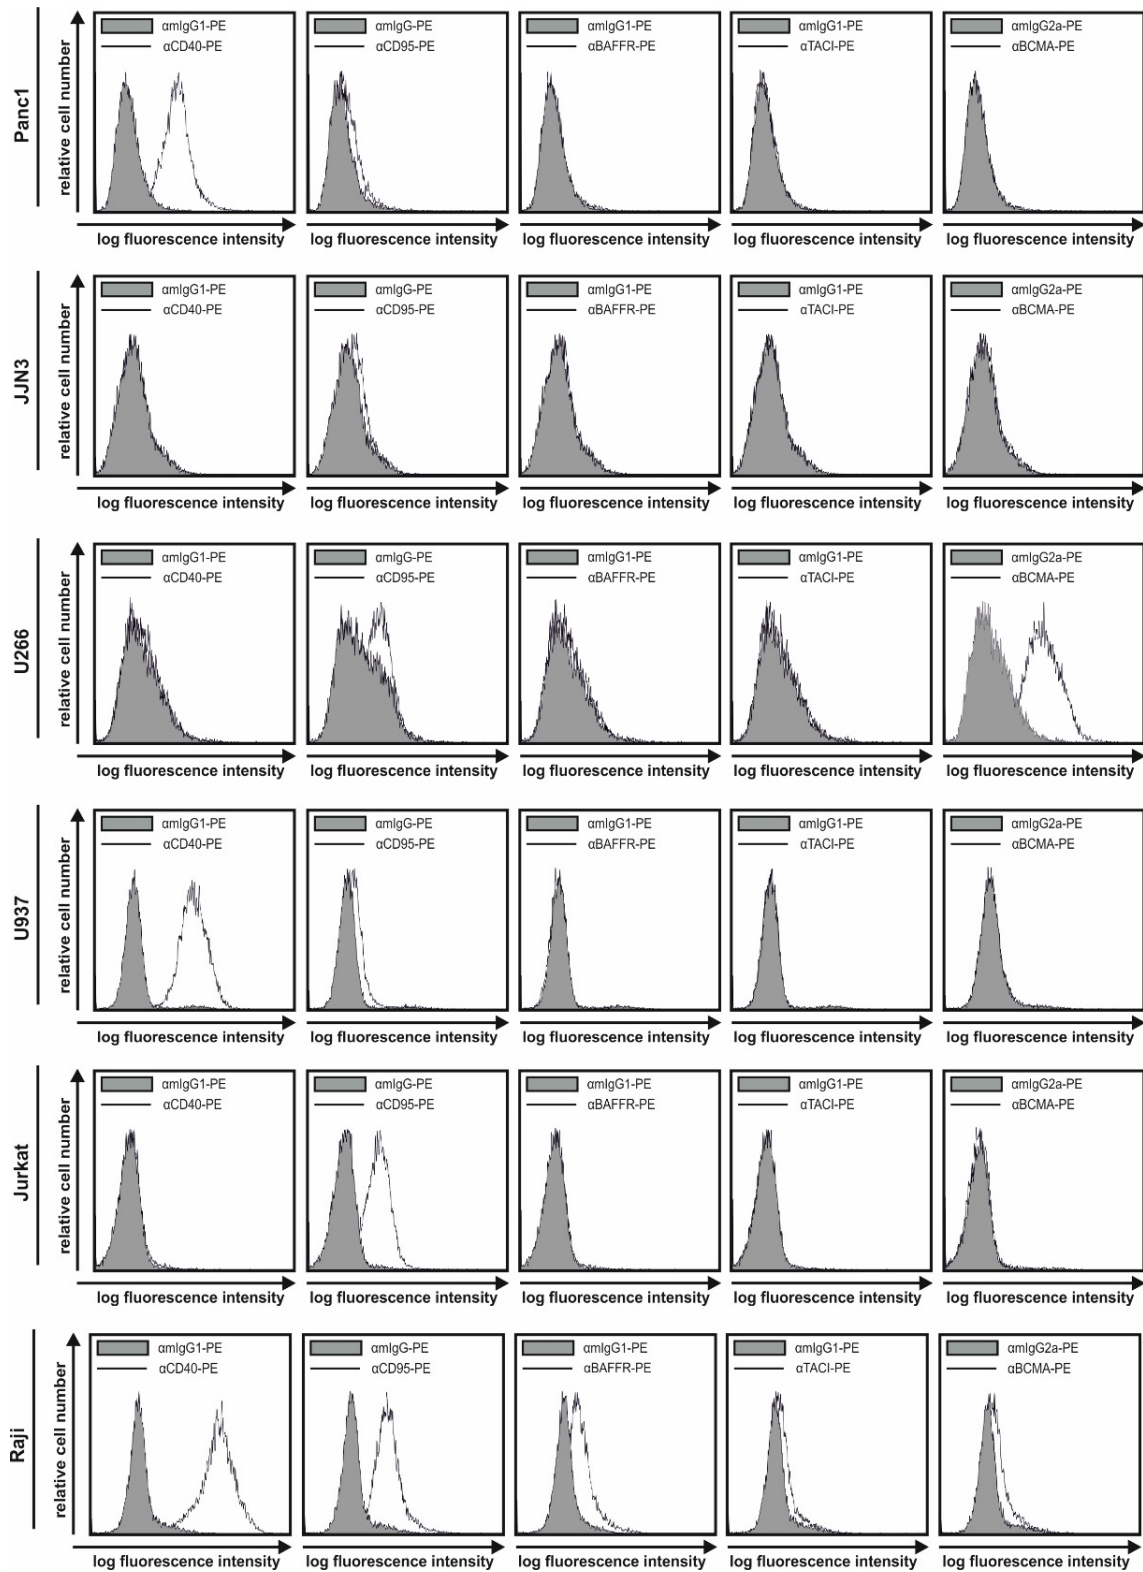 Panc1
relative cell number
αmIgG1-PE
αCD40-PE
αmIgG-PE
αCD95-PE
αmIgG1-PE
αBAFFR-PE
αmIgG1-PE
αTACI-PE
αmIgG2a-PE
αBCMA-PE
log fluorescence intensity
log fluorescence intensity
log fluorescence intensity
log fluorescence intensity
log fluorescence intensity
JJN3
relative cell number
αmIgG1-PE
αCD40-PE
αmIgG-PE
αCD95-PE
αmIgG1-PE
αBAFFR-PE
αmIgG1-PE
αTACI-PE
αmIgG2a-PE
αBCMA-PE
log fluorescence intensity
log fluorescence intensity
log fluorescence intensity
log fluorescence intensity
log fluorescence intensity
U266
relative cell number
αmIgG1-PE
αCD40-PE
αmIgG-PE
αCD95-PE
αmIgG1-PE
αBAFFR-PE
αmIgG1-PE
αTACI-PE
αmIgG2a-PE
αBCMA-PE
log fluorescence intensity
log fluorescence intensity
log fluorescence intensity
log fluorescence intensity
log fluorescence intensity
U937
relative cell number
αmIgG1-PE
αCD40-PE
αmIgG-PE
αCD95-PE
αmIgG1-PE
αBAFFR-PE
αmIgG1-PE
αTACI-PE
αmIgG2a-PE
αBCMA-PE
log fluorescence intensity
log fluorescence intensity
log fluorescence intensity
log fluorescence intensity
log fluorescence intensity
Jurkat
relative cell number
αmIgG1-PE
αCD40-PE
αmIgG-PE
αCD95-PE
αmIgG1-PE
αBAFFR-PE
αmIgG1-PE
αTACI-PE
αmIgG2a-PE
αBCMA-PE
log fluorescence intensity
log fluorescence intensity
log fluorescence intensity
log fluorescence intensity
log fluorescence intensity
Raji
relative cell number
αmIgG1-PE
αCD40-PE
αmIgG-PE
αCD95-PE
αmIgG1-PE
αBAFFR-PE
αmIgG1-PE
αTACI-PE
αmIgG2a-PE
αBCMA-PE
log fluorescence intensity
log fluorescence intensity
log fluorescence intensity
log fluorescence intensity
log fluorescence intensity